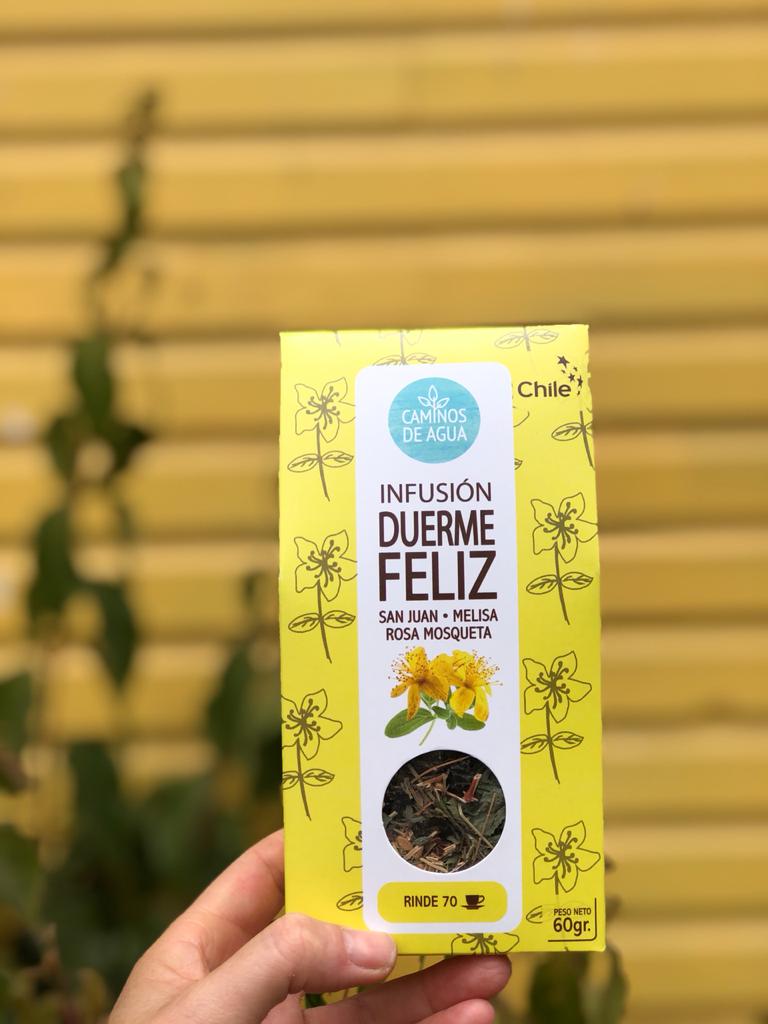 CAMINOS
DE AGUA
Chile
INFUSIÓN
DUERME
FELIZ
SAN JUAN • MELISA
ROSA MOSQUETA
RINDE 70
PESO NETO
60gr.